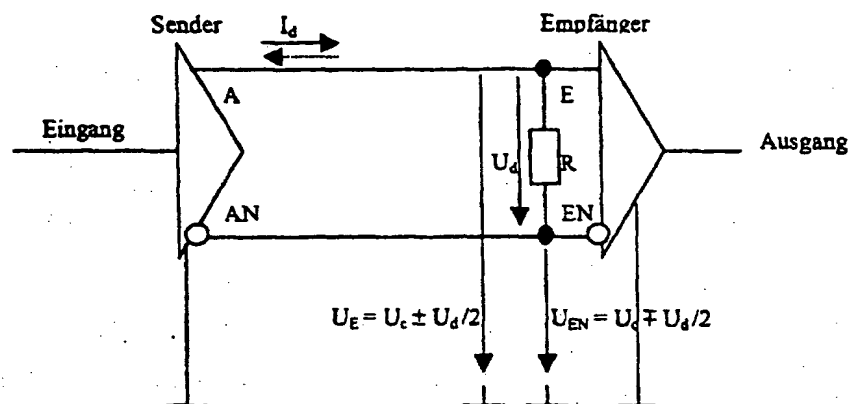 Sender
I_d
Empfänger
A
E
Eingang
Ausgang
U_d
R
AN
EN
U_E = U_c ± U_d/2
U_EN = U_c ∓ U_d/2